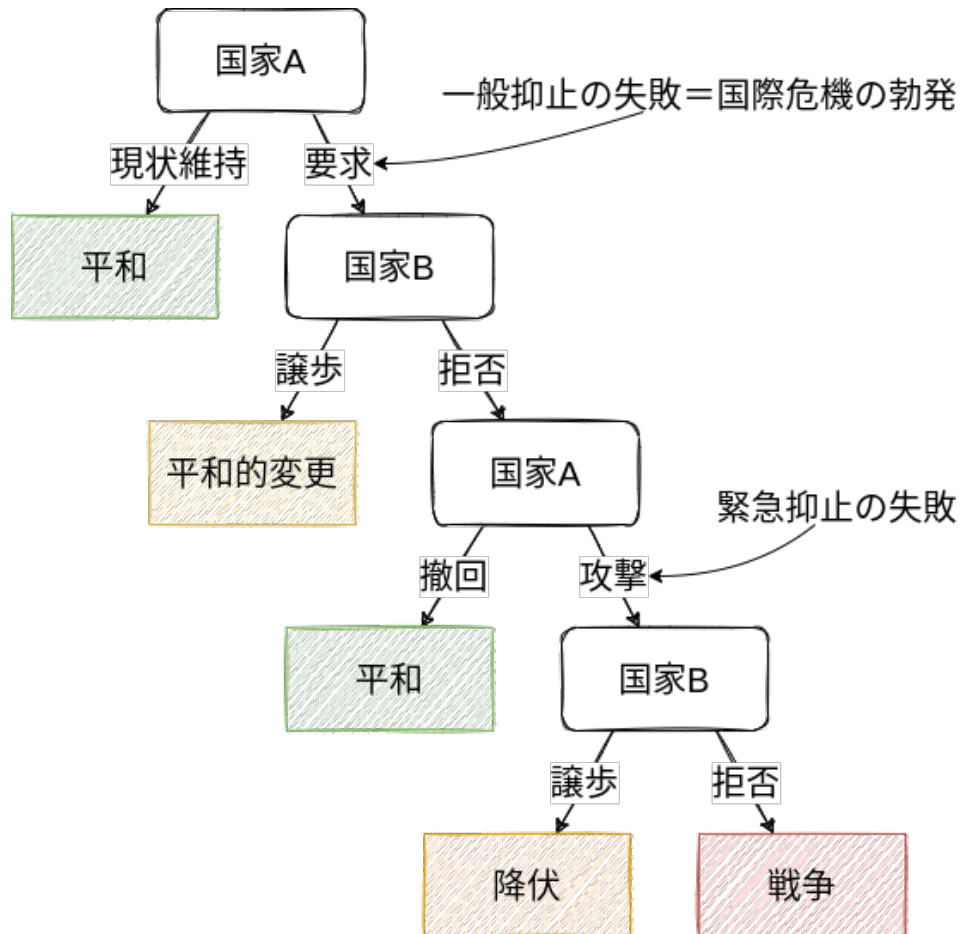 国家A
一般抑止の失敗＝国際危機の勃発
現状維持
要求
平和
国家B
譲歩
拒否
平和的変更
国家A
緊急抑止の失敗
撤回
攻撃
平和
国家B
譲歩
拒否
降伏
戦争